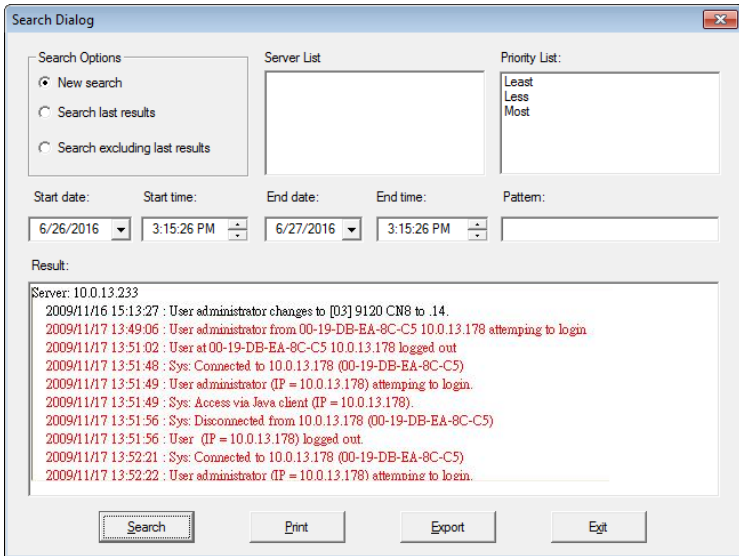 Search Dialog
Search Options
New search
Search last results
Search excluding last results
Server List
Priority List:
Least
Less
Most
Start date:
Start time:
End date:
End time:
Pattern:
6/26/2016
3:15:26 PM
6/27/2016
3:15:26 PM
Result:
Server: 10.0.13.233
2009/11/16 15:13:27 : User administrator changes to [03] 9120 CN8 to .14.
2009/11/17 13:49:06 : User administrator from 00-19-DB-EA-8C-C5 10.0.13.178 attemping to login
2009/11/17 13:51:02 : User at 00-19-DB-EA-8C-C5 10.0.13.178 logged out
2009/11/17 13:51:48 : Sys: Connected to 10.0.13.178 (00-19-DB-EA-8C-C5)
2009/11/17 13:51:49 : User administrator (IP = 10.0.13.178) attemping to login.
2009/11/17 13:51:49 : Sys: Access via Java client (IP = 10.0.13.178).
2009/11/17 13:51:56 : Sys: Disconnected from 10.0.13.178 (00-19-DB-EA-8C-C5)
2009/11/17 13:51:56 : User (IP = 10.0.13.178) logged out.
2009/11/17 13:52:21 : Sys: Connected to 10.0.13.178 (00-19-DB-EA-8C-C5)
2009/11/17 13:52:22 : User administrator (IP = 10.0.13.178) attemping to login.
Search
Print
Export
Exit